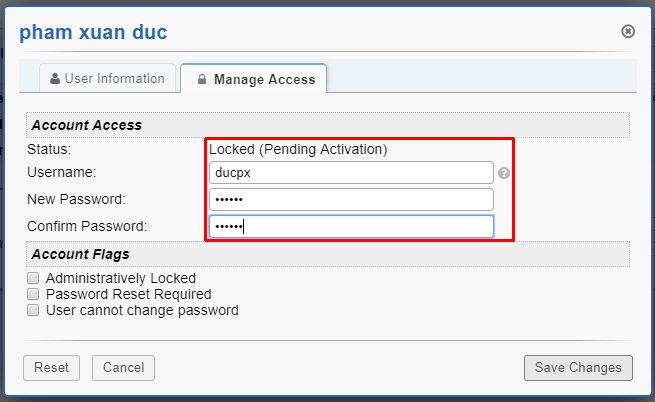 pham xuan duc
User Information
Manage Access
Account Access
Status: Locked (Pending Activation)
Username: ducpx
New Password: ••••••
Confirm Password: ••••••
Account Flags
Administratively Locked
Password Reset Required
User cannot change password
Reset Cancel Save Changes